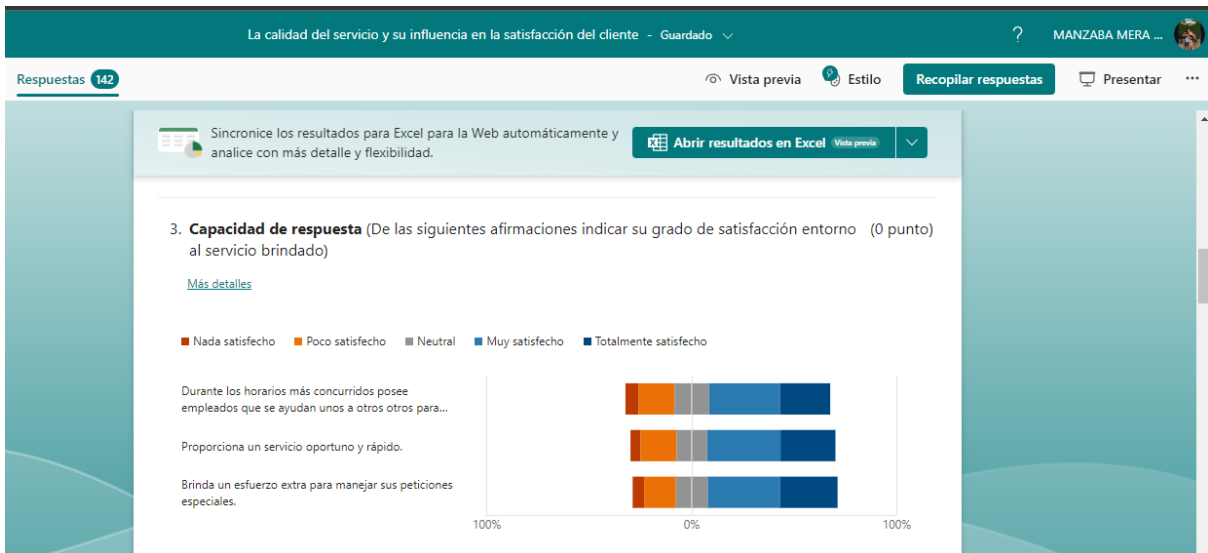 La calidad del servicio y su influencia en la satisfacción del cliente - Guardado
? MANZABA MERA ...
Respuestas 142
Vista previa
Estilo
Recopilar respuestas
Presentar
...
Sincronice los resultados para Excel para la Web automáticamente y
analice con más detalle y flexibilidad.
Abrir resultados en Excel Vista previa
3. Capacidad de respuesta (De las siguientes afirmaciones indicar su grado de satisfacción entorno (0 punto)
al servicio brindado)
Más detalles
Nada satisfecho Poco satisfecho Neutral Muy satisfecho Totalmente satisfecho
Durante los horarios más concurridos posee
empleados que se ayudan unos a otros otros para...
Proporciona un servicio oportuno y rápido.
Brinda un esfuerzo extra para manejar sus peticiones
especiales.
100% 0% 100%